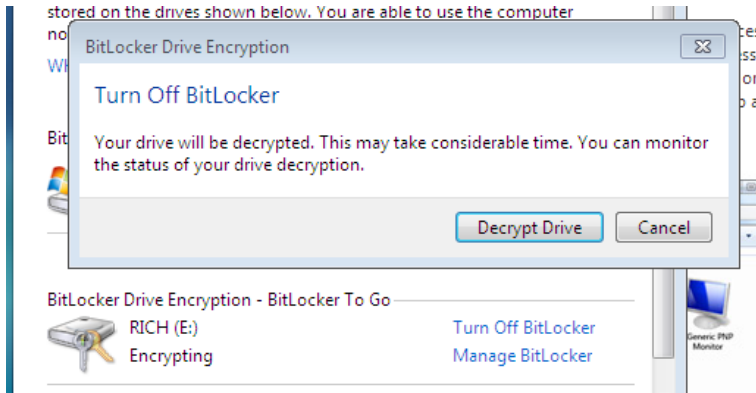 stored on the drives shown below. You are able to use the computer
no
BitLocker Drive Encryption
Wh
Turn Off BitLocker
Your drive will be decrypted. This may take considerable time. You can monitor
the status of your drive decryption.
Bit
Decrypt Drive
Cancel
BitLocker Drive Encryption - BitLocker To Go
RICH (E:)
Turn Off BitLocker
Encrypting
Manage BitLocker
Generic PNP
Monitor